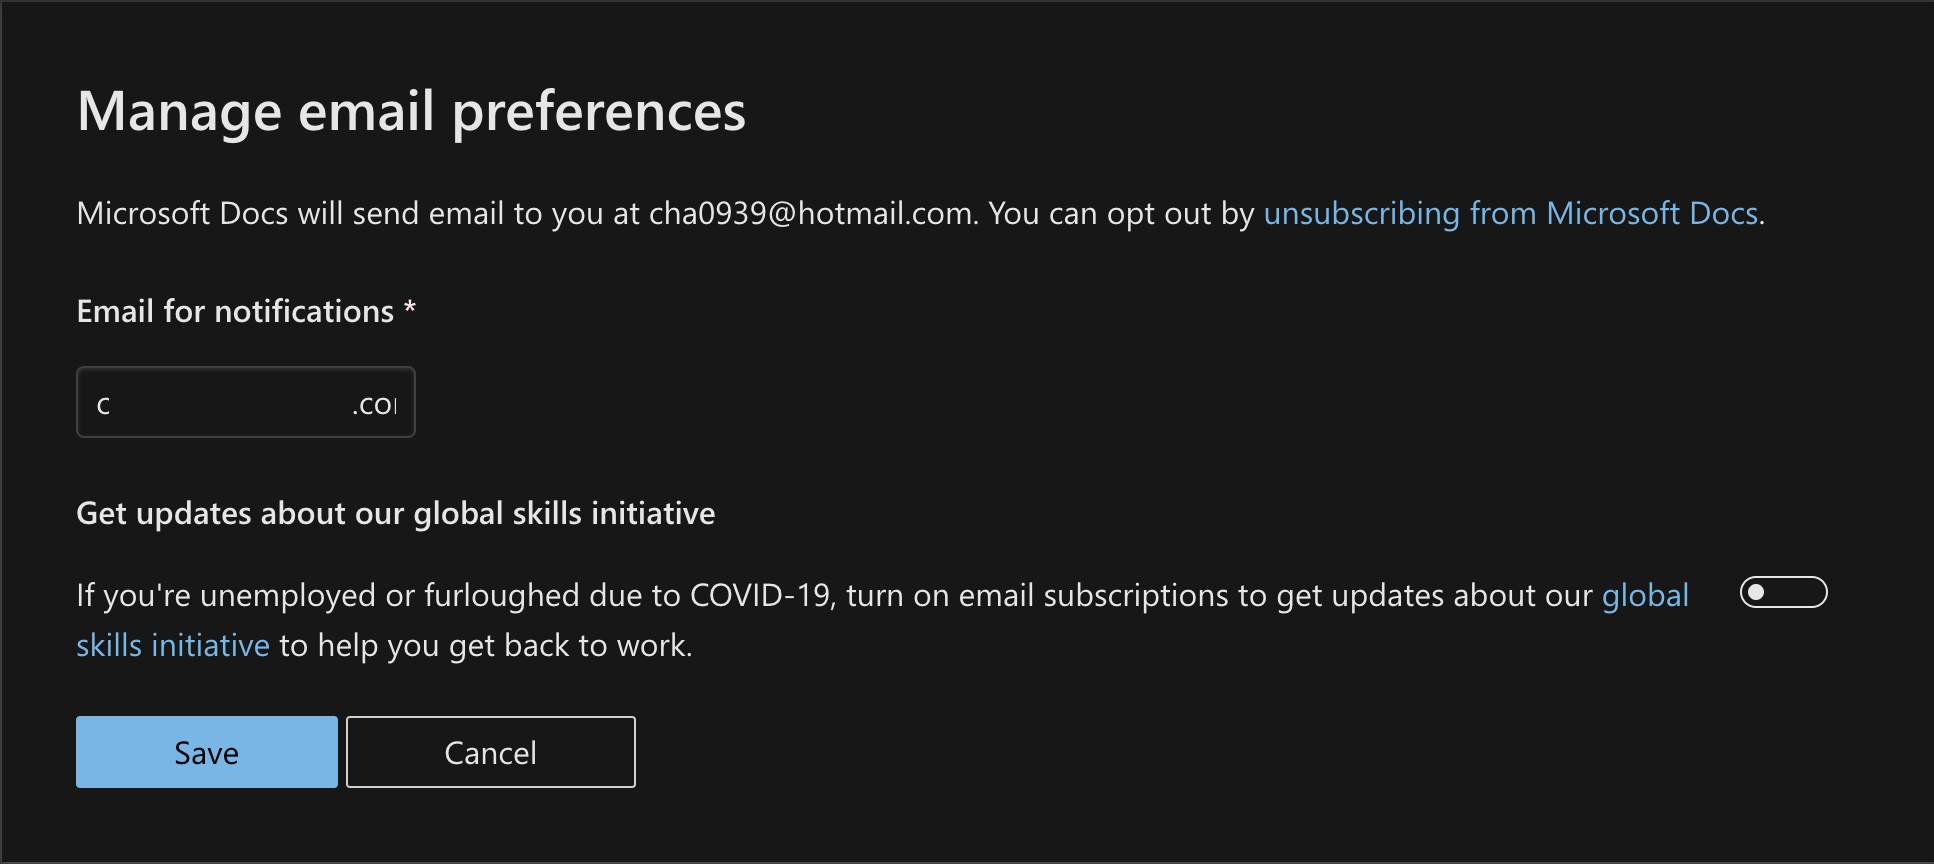 Manage email preferences
Microsoft Docs will send email to you at cha0939@hotmail.com. You can opt out by unsubscribing from Microsoft Docs.
Email for notifications *
c .co
Get updates about our global skills initiative
If you're unemployed or furloughed due to COVID-19, turn on email subscriptions to get updates about our global
skills initiative to help you get back to work.
Save Cancel